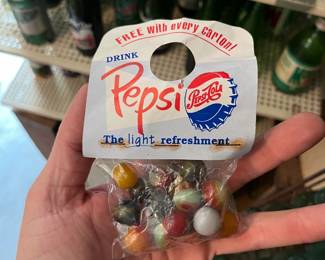 FREE with every carton!
DRINK
Pepsi
Pepsi-Cola
The light refreshment